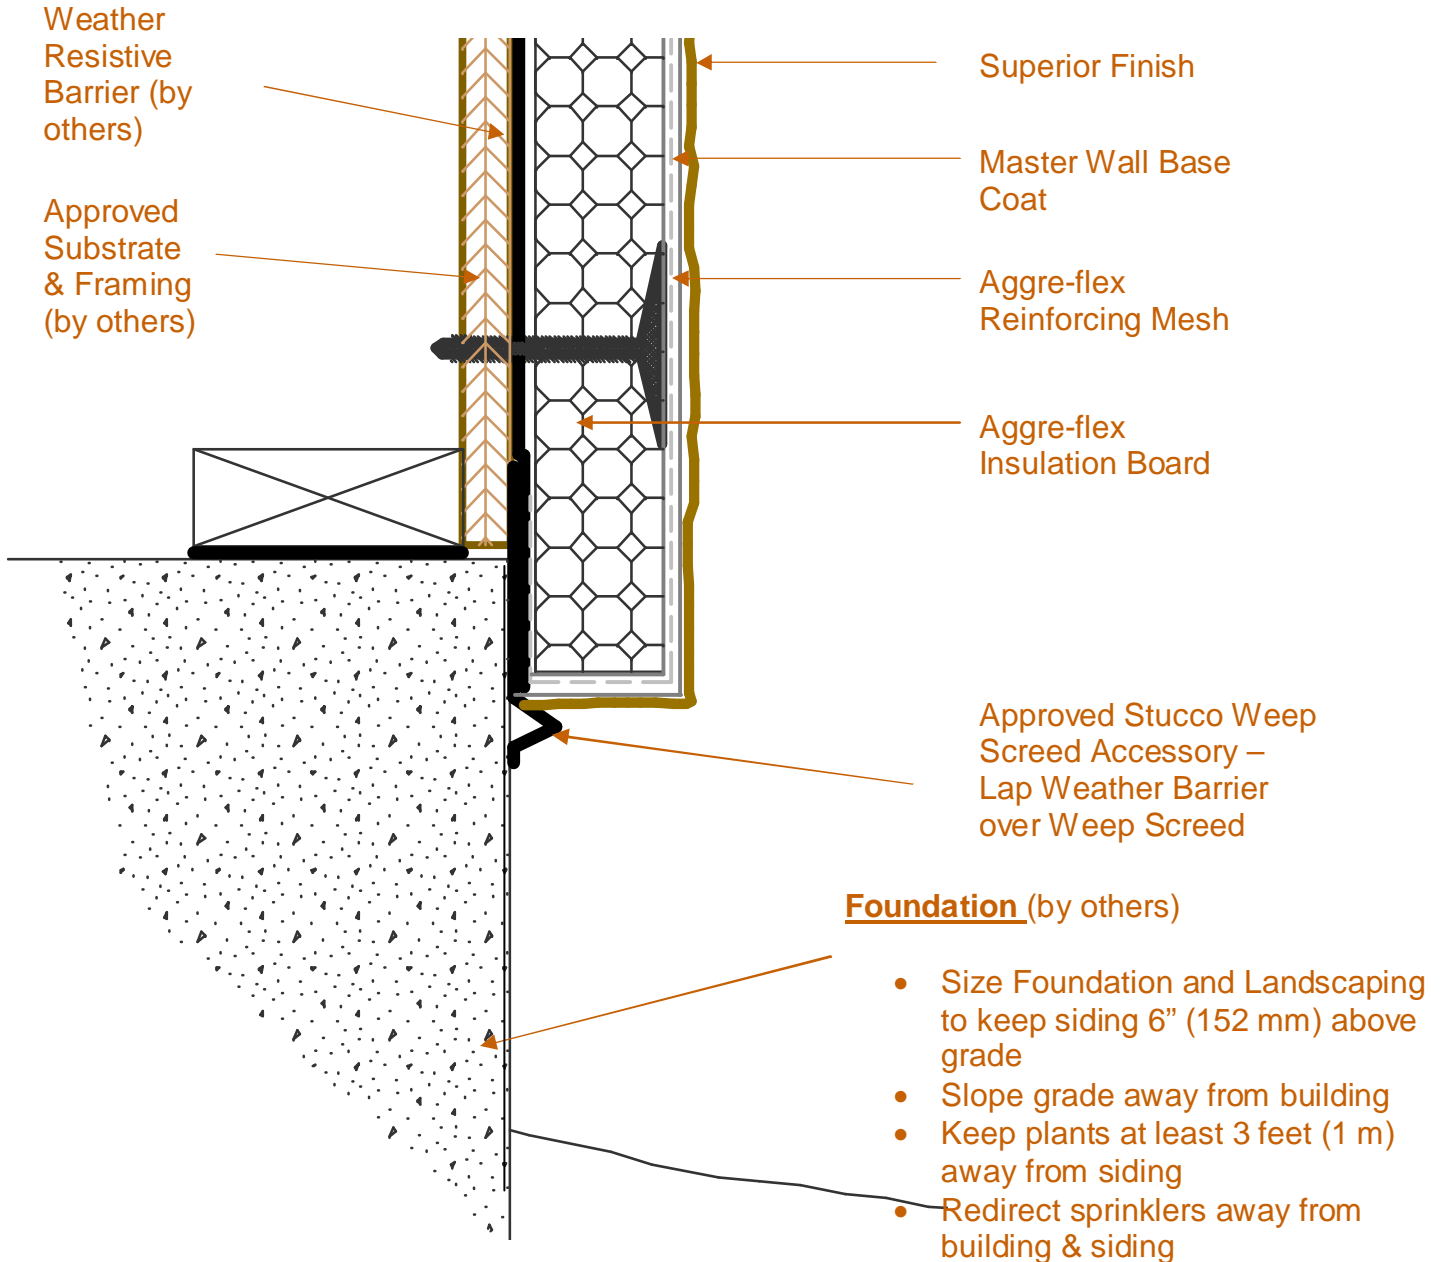 Weather
Resistive
Barrier (by
others)
Approved
Substrate
& Framing
(by others)
Superior Finish
Master Wall Base
Coat
Aggre-flex
Reinforcing Mesh
Aggre-flex
Insulation Board
Approved Stucco Weep
Screed Accessory –
Lap Weather Barrier
over Weep Screed
Foundation (by others)
• Size Foundation and Landscaping
to keep siding 6” (152 mm) above
grade
• Slope grade away from building
• Keep plants at least 3 feet (1 m)
away from siding
• Redirect sprinklers away from
building & siding